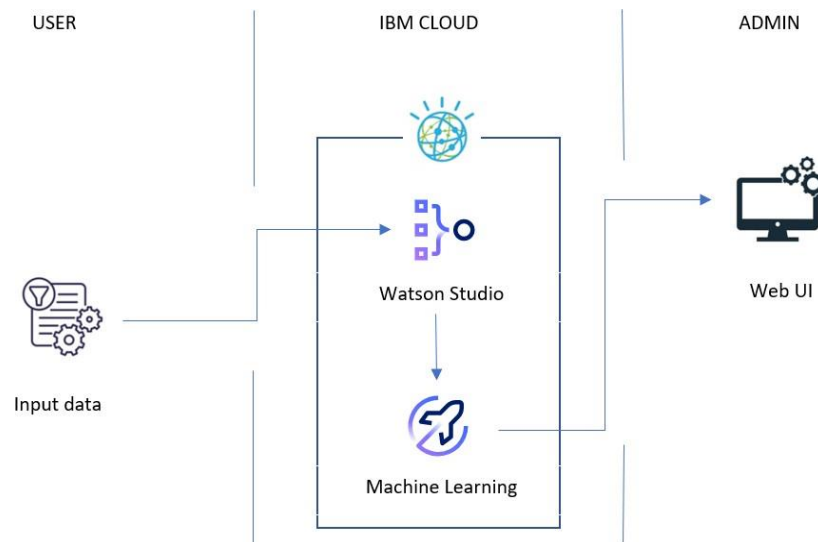 USER
IBM CLOUD
ADMIN
Watson Studio
Web UI
Input data
Machine Learning